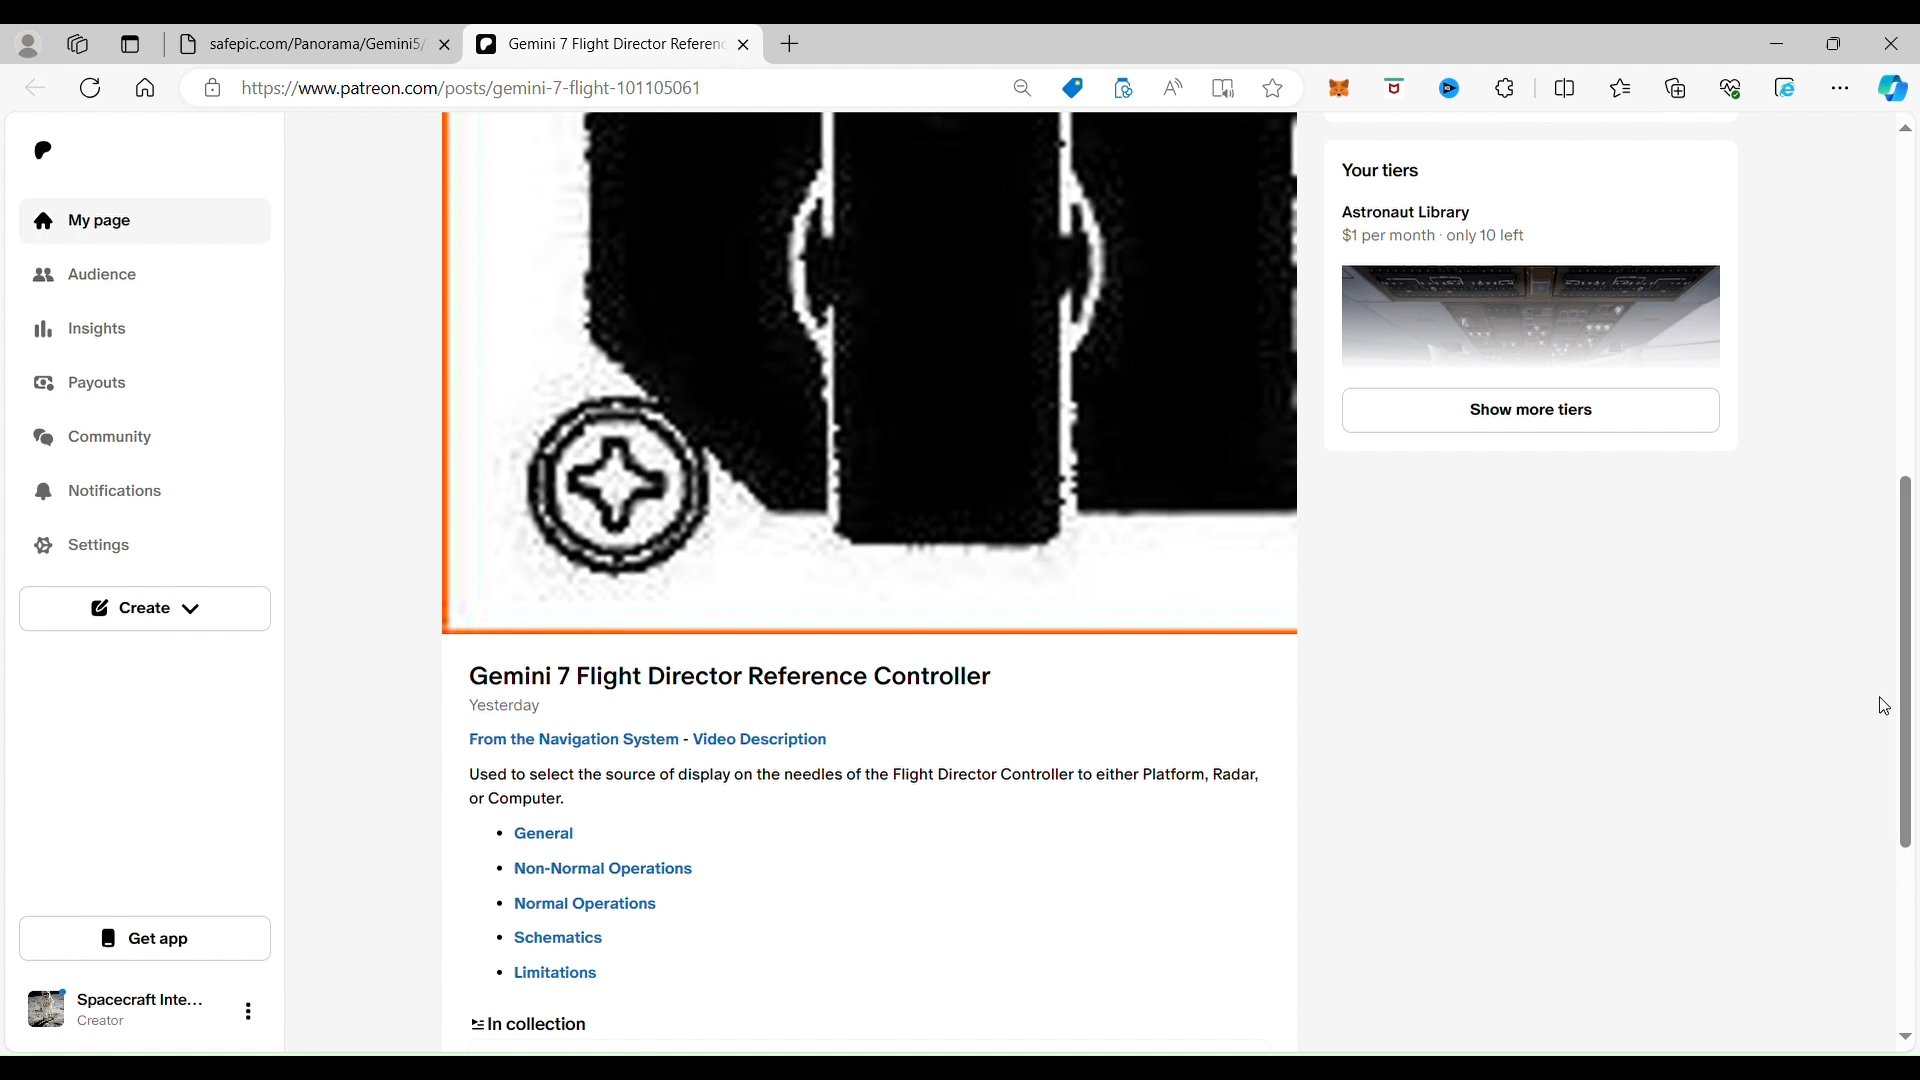 safepic.com/Panorama/Gemini5/
Gemini 7 Flight Director Referenc
https://www.patreon.com/posts/gemini-7-flight-101105061
My page
Audience
Insights
Payouts
Community
Notifications
Settings
Create
Get app
Spacecraft Inte...
Creator
Gemini 7 Flight Director Reference Controller
Yesterday
From the Navigation System - Video Description
Used to select the source of display on the needles of the Flight Director Controller to either Platform, Radar,
or Computer.
• General
• Non-Normal Operations
• Normal Operations
• Schematics
• Limitations
In collection
Your tiers
Astronaut Library
$1 per month · only 10 left
Show more tiers